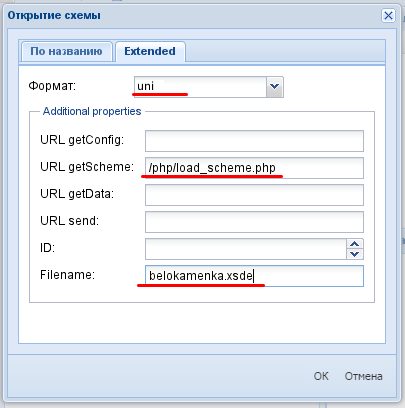 Открытие схемы
По названию Extended
Формат: uni
Additional properties
URL getConfig:
URL getScheme: /php/load_scheme.php
URL getData:
URL send:
ID:
Filename: belokamenka.xsde
OK Отмена